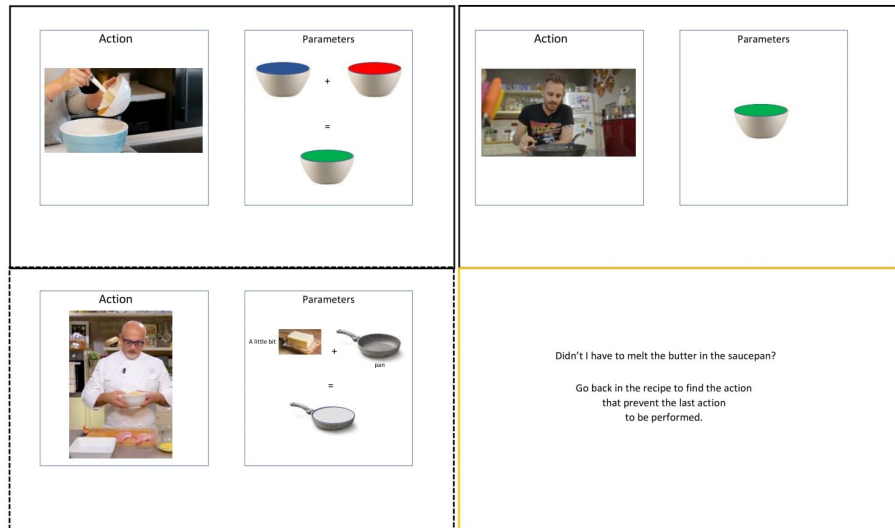 Action
Parameters
+
=
Action
Parameters
Action
Parameters
A little bit
+
pan
=
Didn't I have to melt the butter in the saucepan?
Go back in the recipe to find the action
that prevent the last action
to be performed.